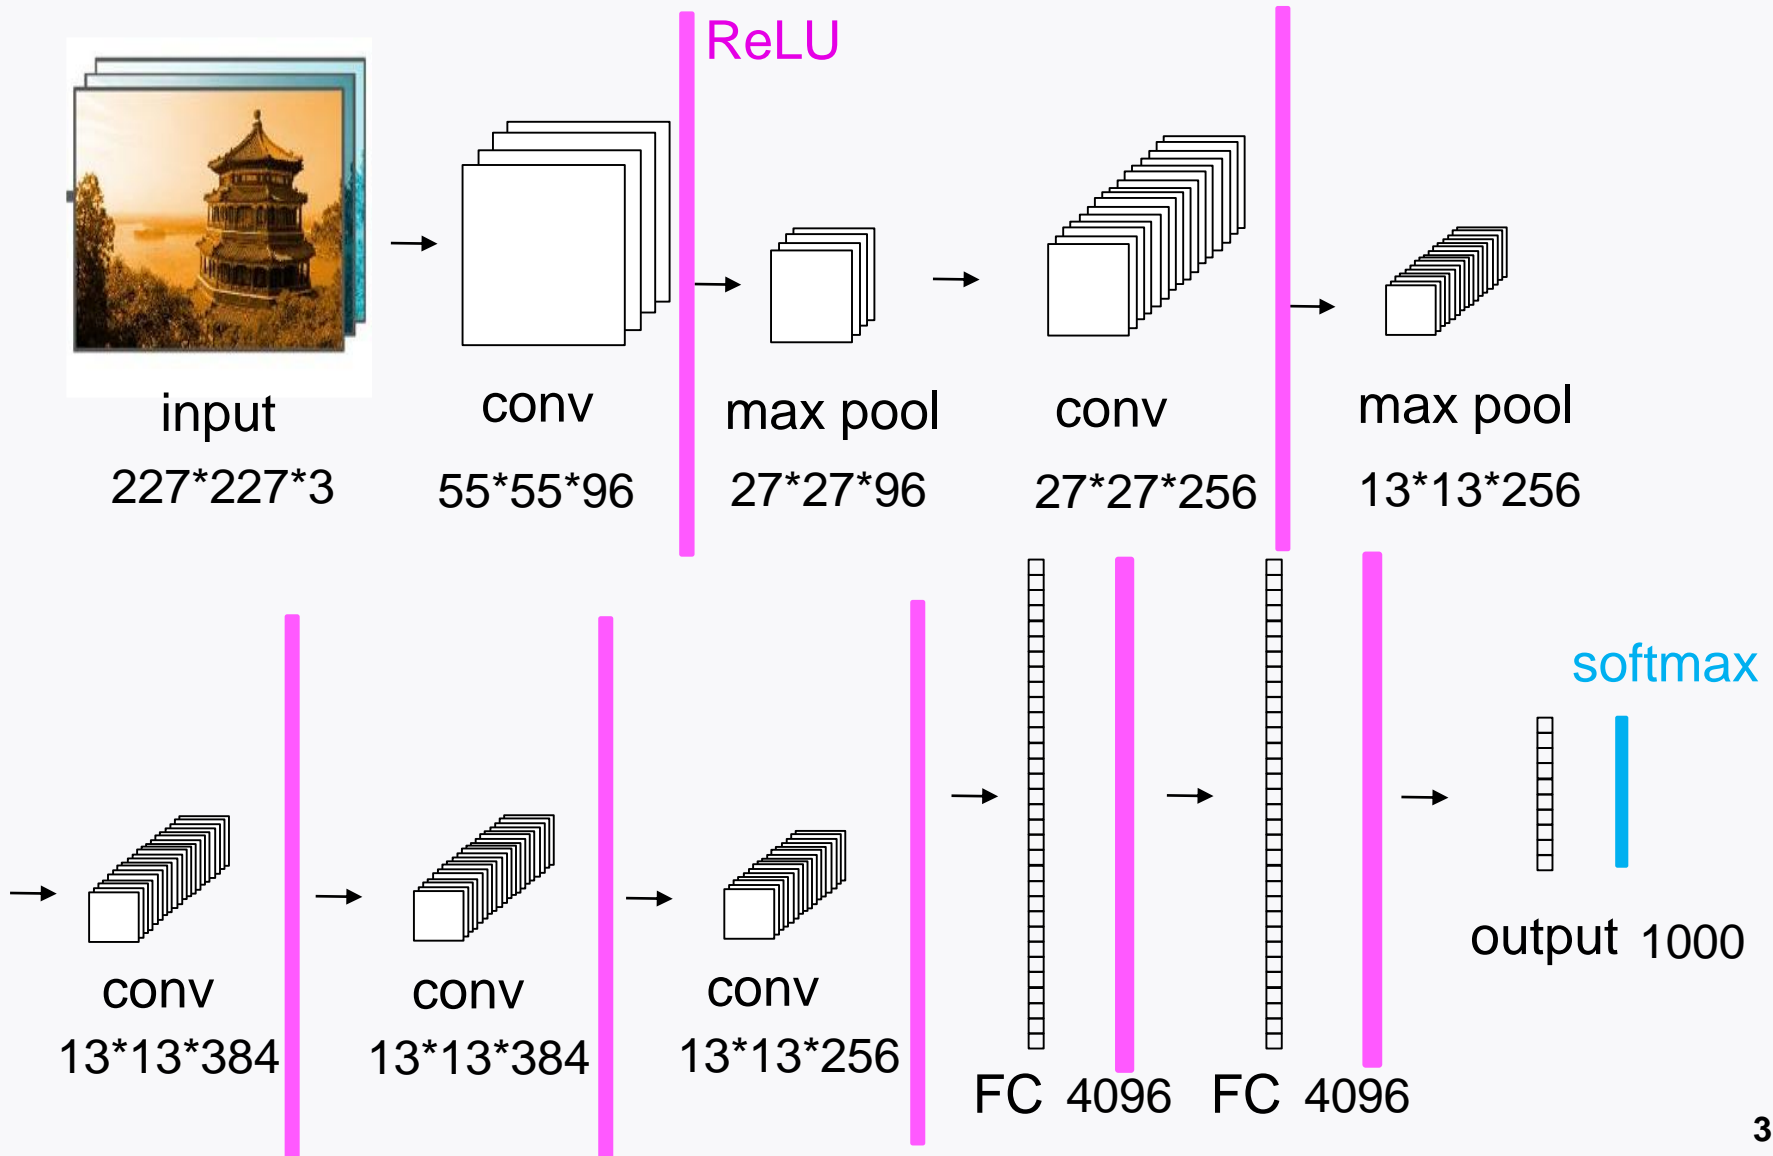 ReLU
input
conv
max pool
conv
max pool
227*227*3
55*55*96
27*27*96
27*27*256
13*13*256
softmax
output 1000
conv
conv
conv
13*13*384
13*13*384
13*13*256
FC 4096
FC 4096
3